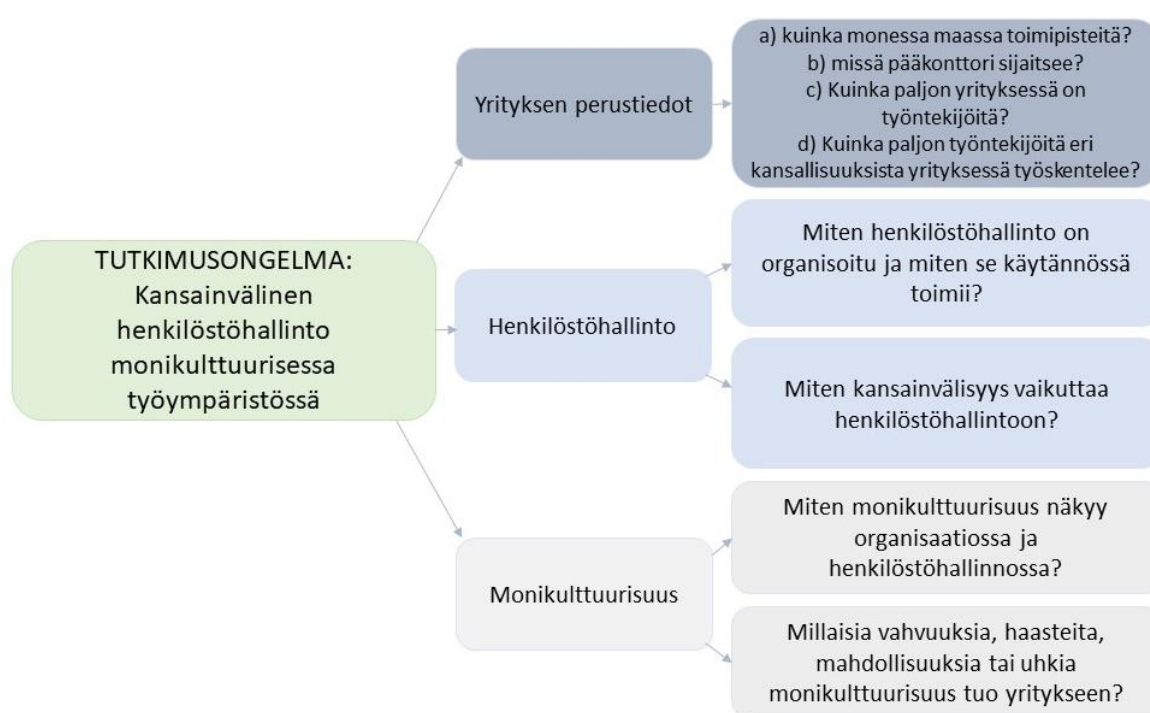 TUTKIMUSONGELMA:
Kansainvälinen
henkilöstöhallinto
monikulttuurisessa
työympäristössä
Yrityksen perustiedot
a) kuinka monessa maassa toimipisteitä?
b) missä pääkonttori sijaitsee?
c) Kuinka paljon yrityksessä on
työntekijöitä?
d) Kuinka paljon työntekijöitä eri
kansallisuuksista yrityksessä työskentelee?
Henkilöstöhallinto
Miten henkilöstöhallinto on
organisoitu ja miten se käytännössä
toimii?
Miten kansainvälisyys vaikuttaa
henkilöstöhallintoon?
Monikulttuurisuus
Miten monikulttuurisuus näkyy
organisaatiossa ja
henkilöstöhallinnossa?
Millaisia vahvuuksia, haasteita,
mahdollisuuksia tai uhkia
monikulttuurisuus tuo yritykseen?